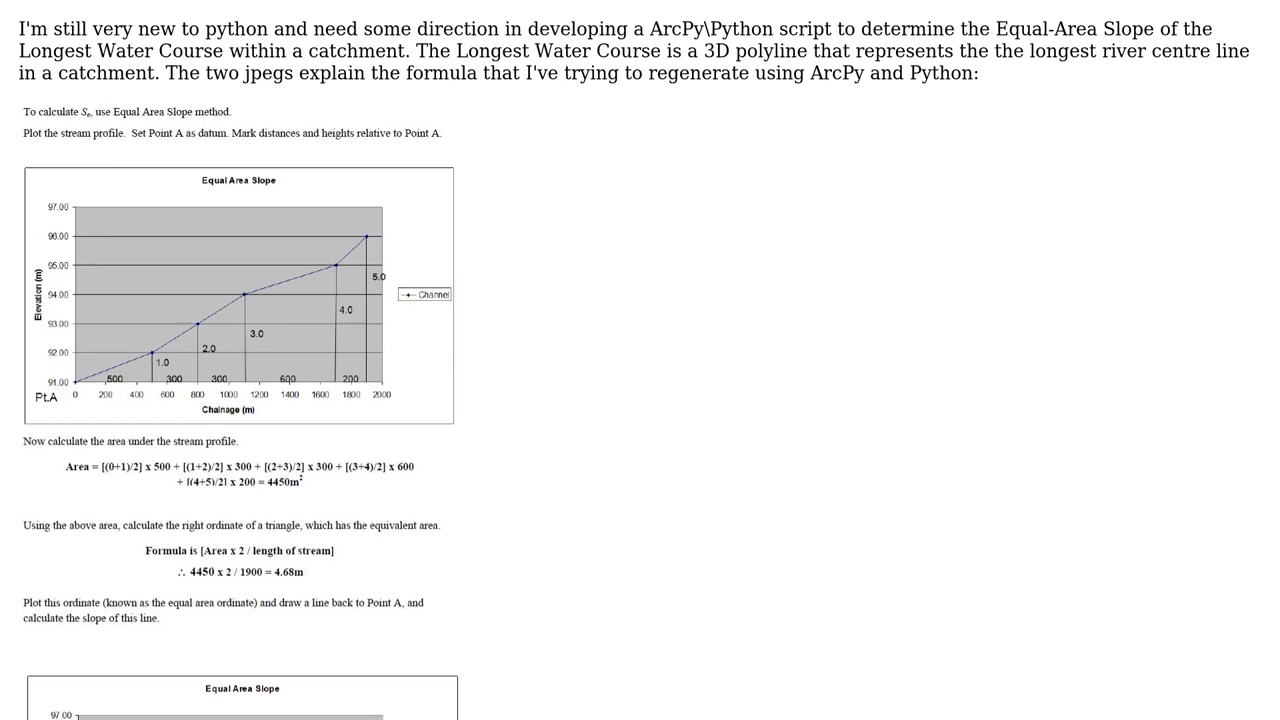 I'm still very new to python and need some direction in developing a ArcPy\Python script to determine the Equal-Area Slope of the
Longest Water Course within a catchment. The Longest Water Course is a 3D polyline that represents the the longest river centre line
in a catchment. The two jpegs explain the formula that I've trying to regenerate using ArcPy and Python:
To calculate Se, use Equal Area Slope method.
Plot the stream profile. Set Point A as datum. Mark distances and heights relative to Point A.
Equal Area Slope
97.00
96.00
95.00
5.0
94.00
Channel
4.0
Elevation (m)
93.00
3.0
2.0
92.00
1.0
91.00
500
300
300
600
200
Pt.A
0 200 400 600 800 1000 1200 1400 1600 1800 2000
Chainage (m)
Now calculate the area under the stream profile.
Area = [(0+1)/2] x 500 + [(1+2)/2] x 300 + [(2+3)/2] x 300 + [(3+4)/2] x 600
+ [(4+5)/2] x 200 = 4450m²
Using the above area, calculate the right ordinate of a triangle, which has the equivalent area.
Formula is [Area x 2 / length of stream]
∴ 4450 x 2 / 1900 = 4.68m
Plot this ordinate (known as the equal area ordinate) and draw a line back to Point A, and
calculate the slope of this line.
Equal Area Slope
97.00